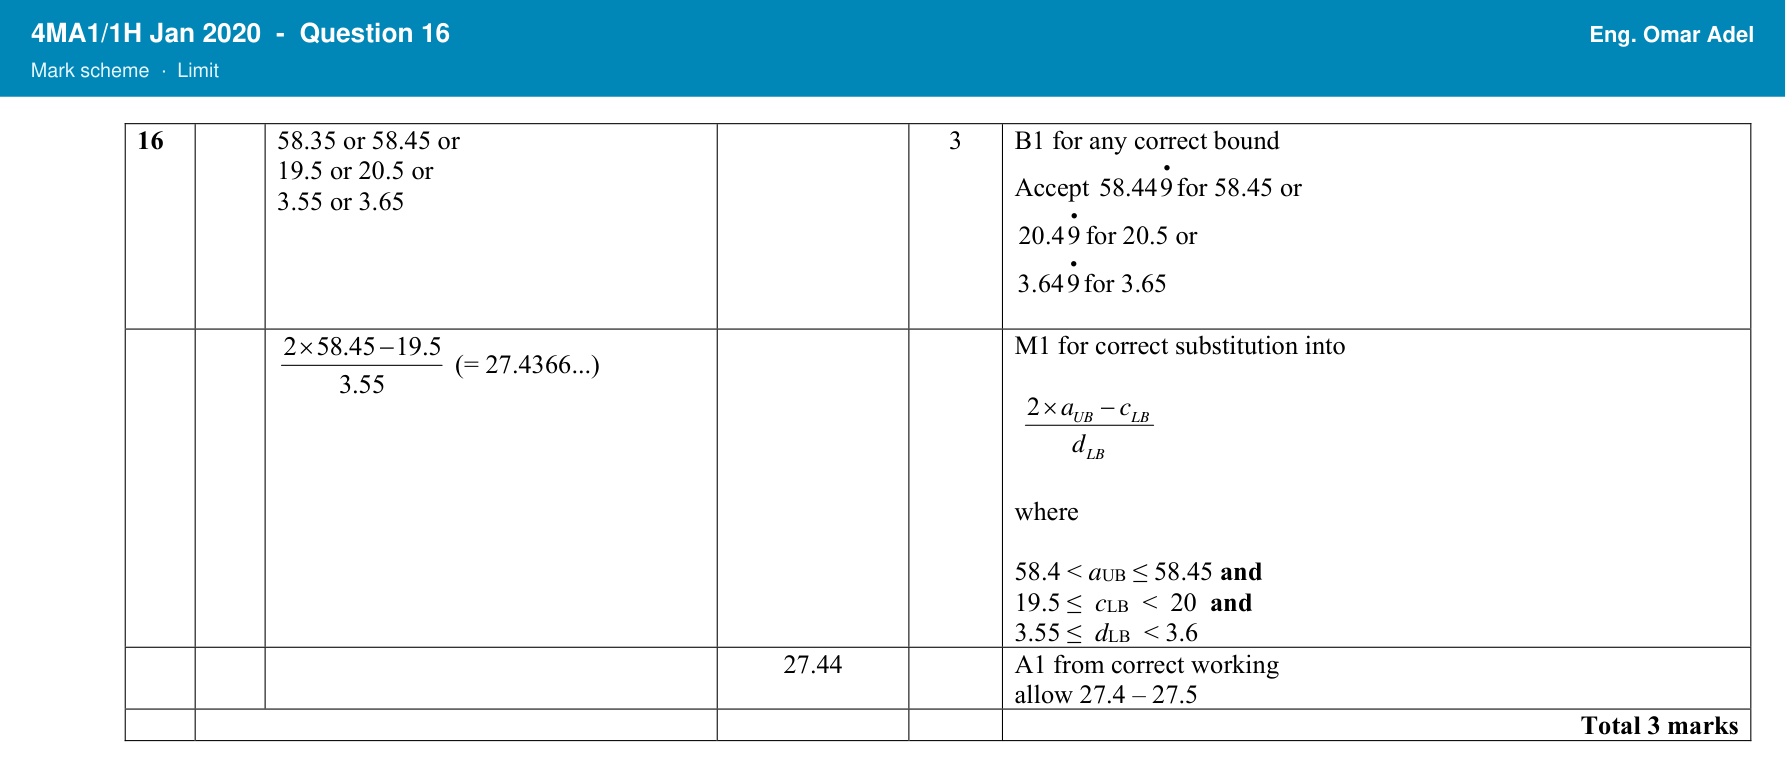 4MA1/1H Jan 2020 - Question 16
Eng. Omar Adel
Mark scheme · Limit
16
58.35 or 58.45 or
19.5 or 20.5 or
3.55 or 3.65
3
B1 for any correct bound
Accept 58.449̇ for 58.45 or
20.49̇ for 20.5 or
3.649̇ for 3.65
2×58.45−19.5
3.55
(= 27.4366...)
M1 for correct substitution into
2×a_UB − c_LB
d_LB
where
58.4 < aUB ≤ 58.45 and
19.5 ≤ cLB < 20 and
3.55 ≤ dLB < 3.6
27.44
A1 from correct working
allow 27.4 – 27.5
Total 3 marks